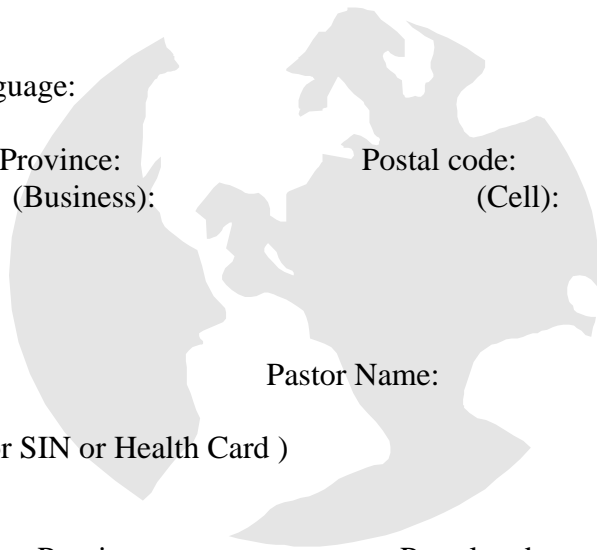 guage:
Province: Postal code:
(Business): (Cell):
Pastor Name:
r SIN or Health Card )